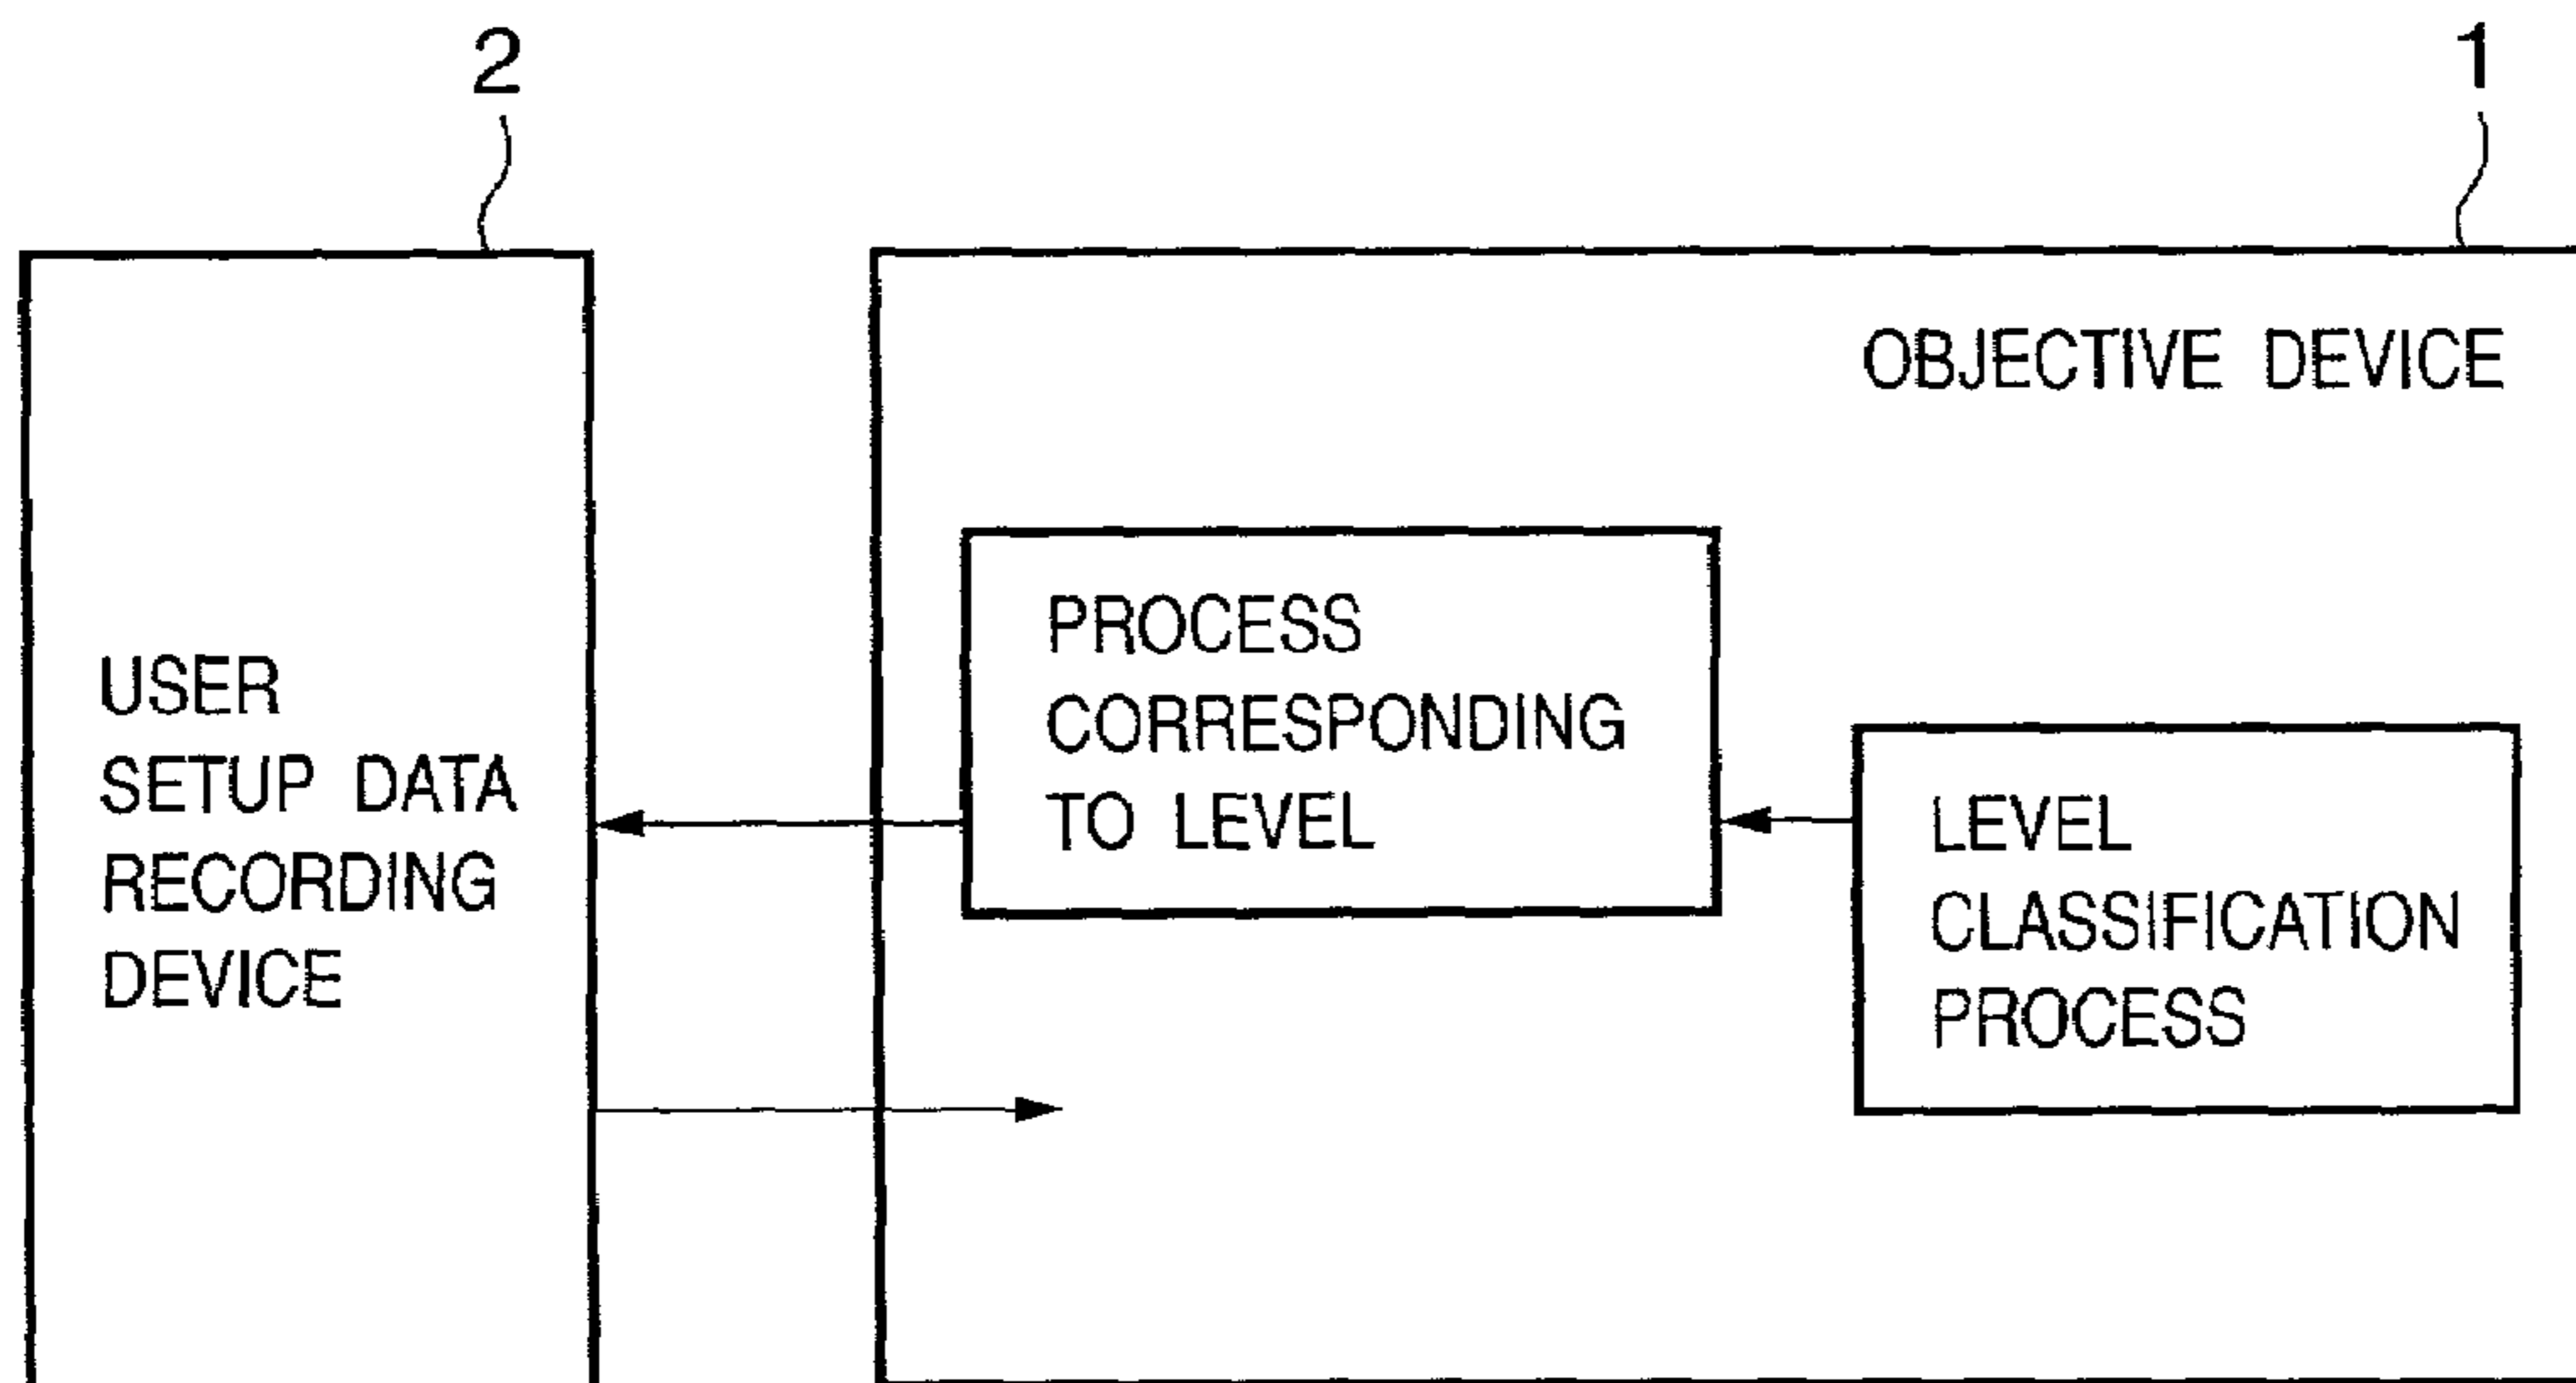 2
1
OBJECTIVE DEVICE
USER
SETUP DATA
RECORDING
DEVICE
PROCESS
CORRESPONDING
TO LEVEL
LEVEL
CLASSIFICATION
PROCESS